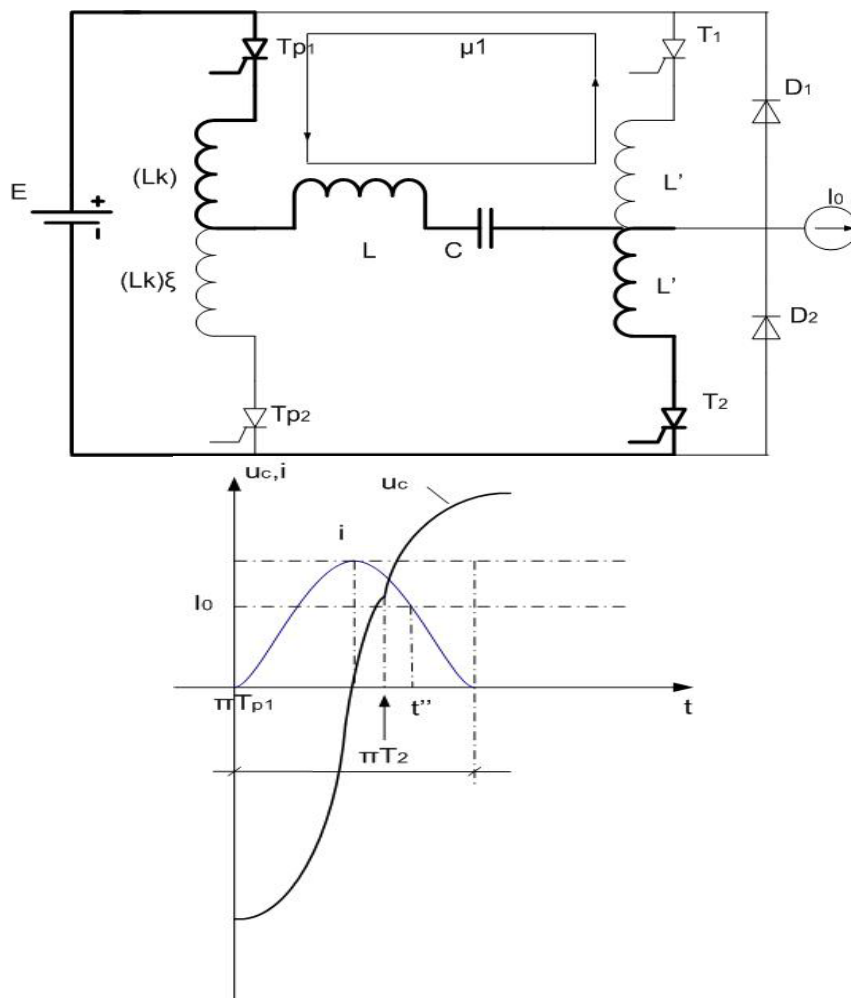 Tp1
μ1
T1
D1
(Lk)
L'
E
+
-
I0
L
C
(Lk)ξ
L'
D2
Tp2
T2
uc,i
uc
i
I0
πTp1
t''
t
πT2